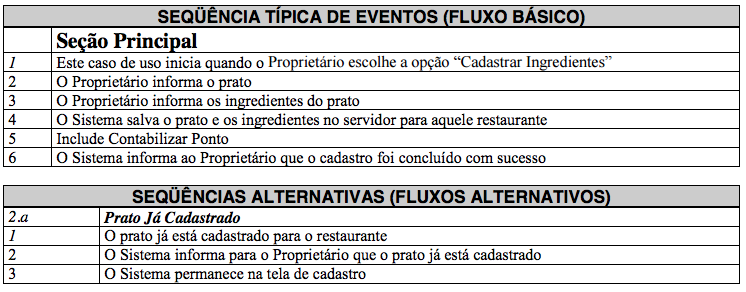 SEQÜÊNCIA TÍPICA DE EVENTOS (FLUXO BÁSICO)
Seção Principal
1 Este caso de uso inicia quando o Proprietário escolhe a opção “Cadastrar Ingredientes”
2 O Proprietário informa o prato
3 O Proprietário informa os ingredientes do prato
4 O Sistema salva o prato e os ingredientes no servidor para aquele restaurante
5 Include Contabilizar Ponto
6 O Sistema informa ao Proprietário que o cadastro foi concluído com sucesso
SEQÜÊNCIAS ALTERNATIVAS (FLUXOS ALTERNATIVOS)
2.a Prato Já Cadastrado
1 O prato já está cadastrado para o restaurante
2 O Sistema informa para o Proprietário que o prato já está cadastrado
3 O Sistema permanece na tela de cadastro